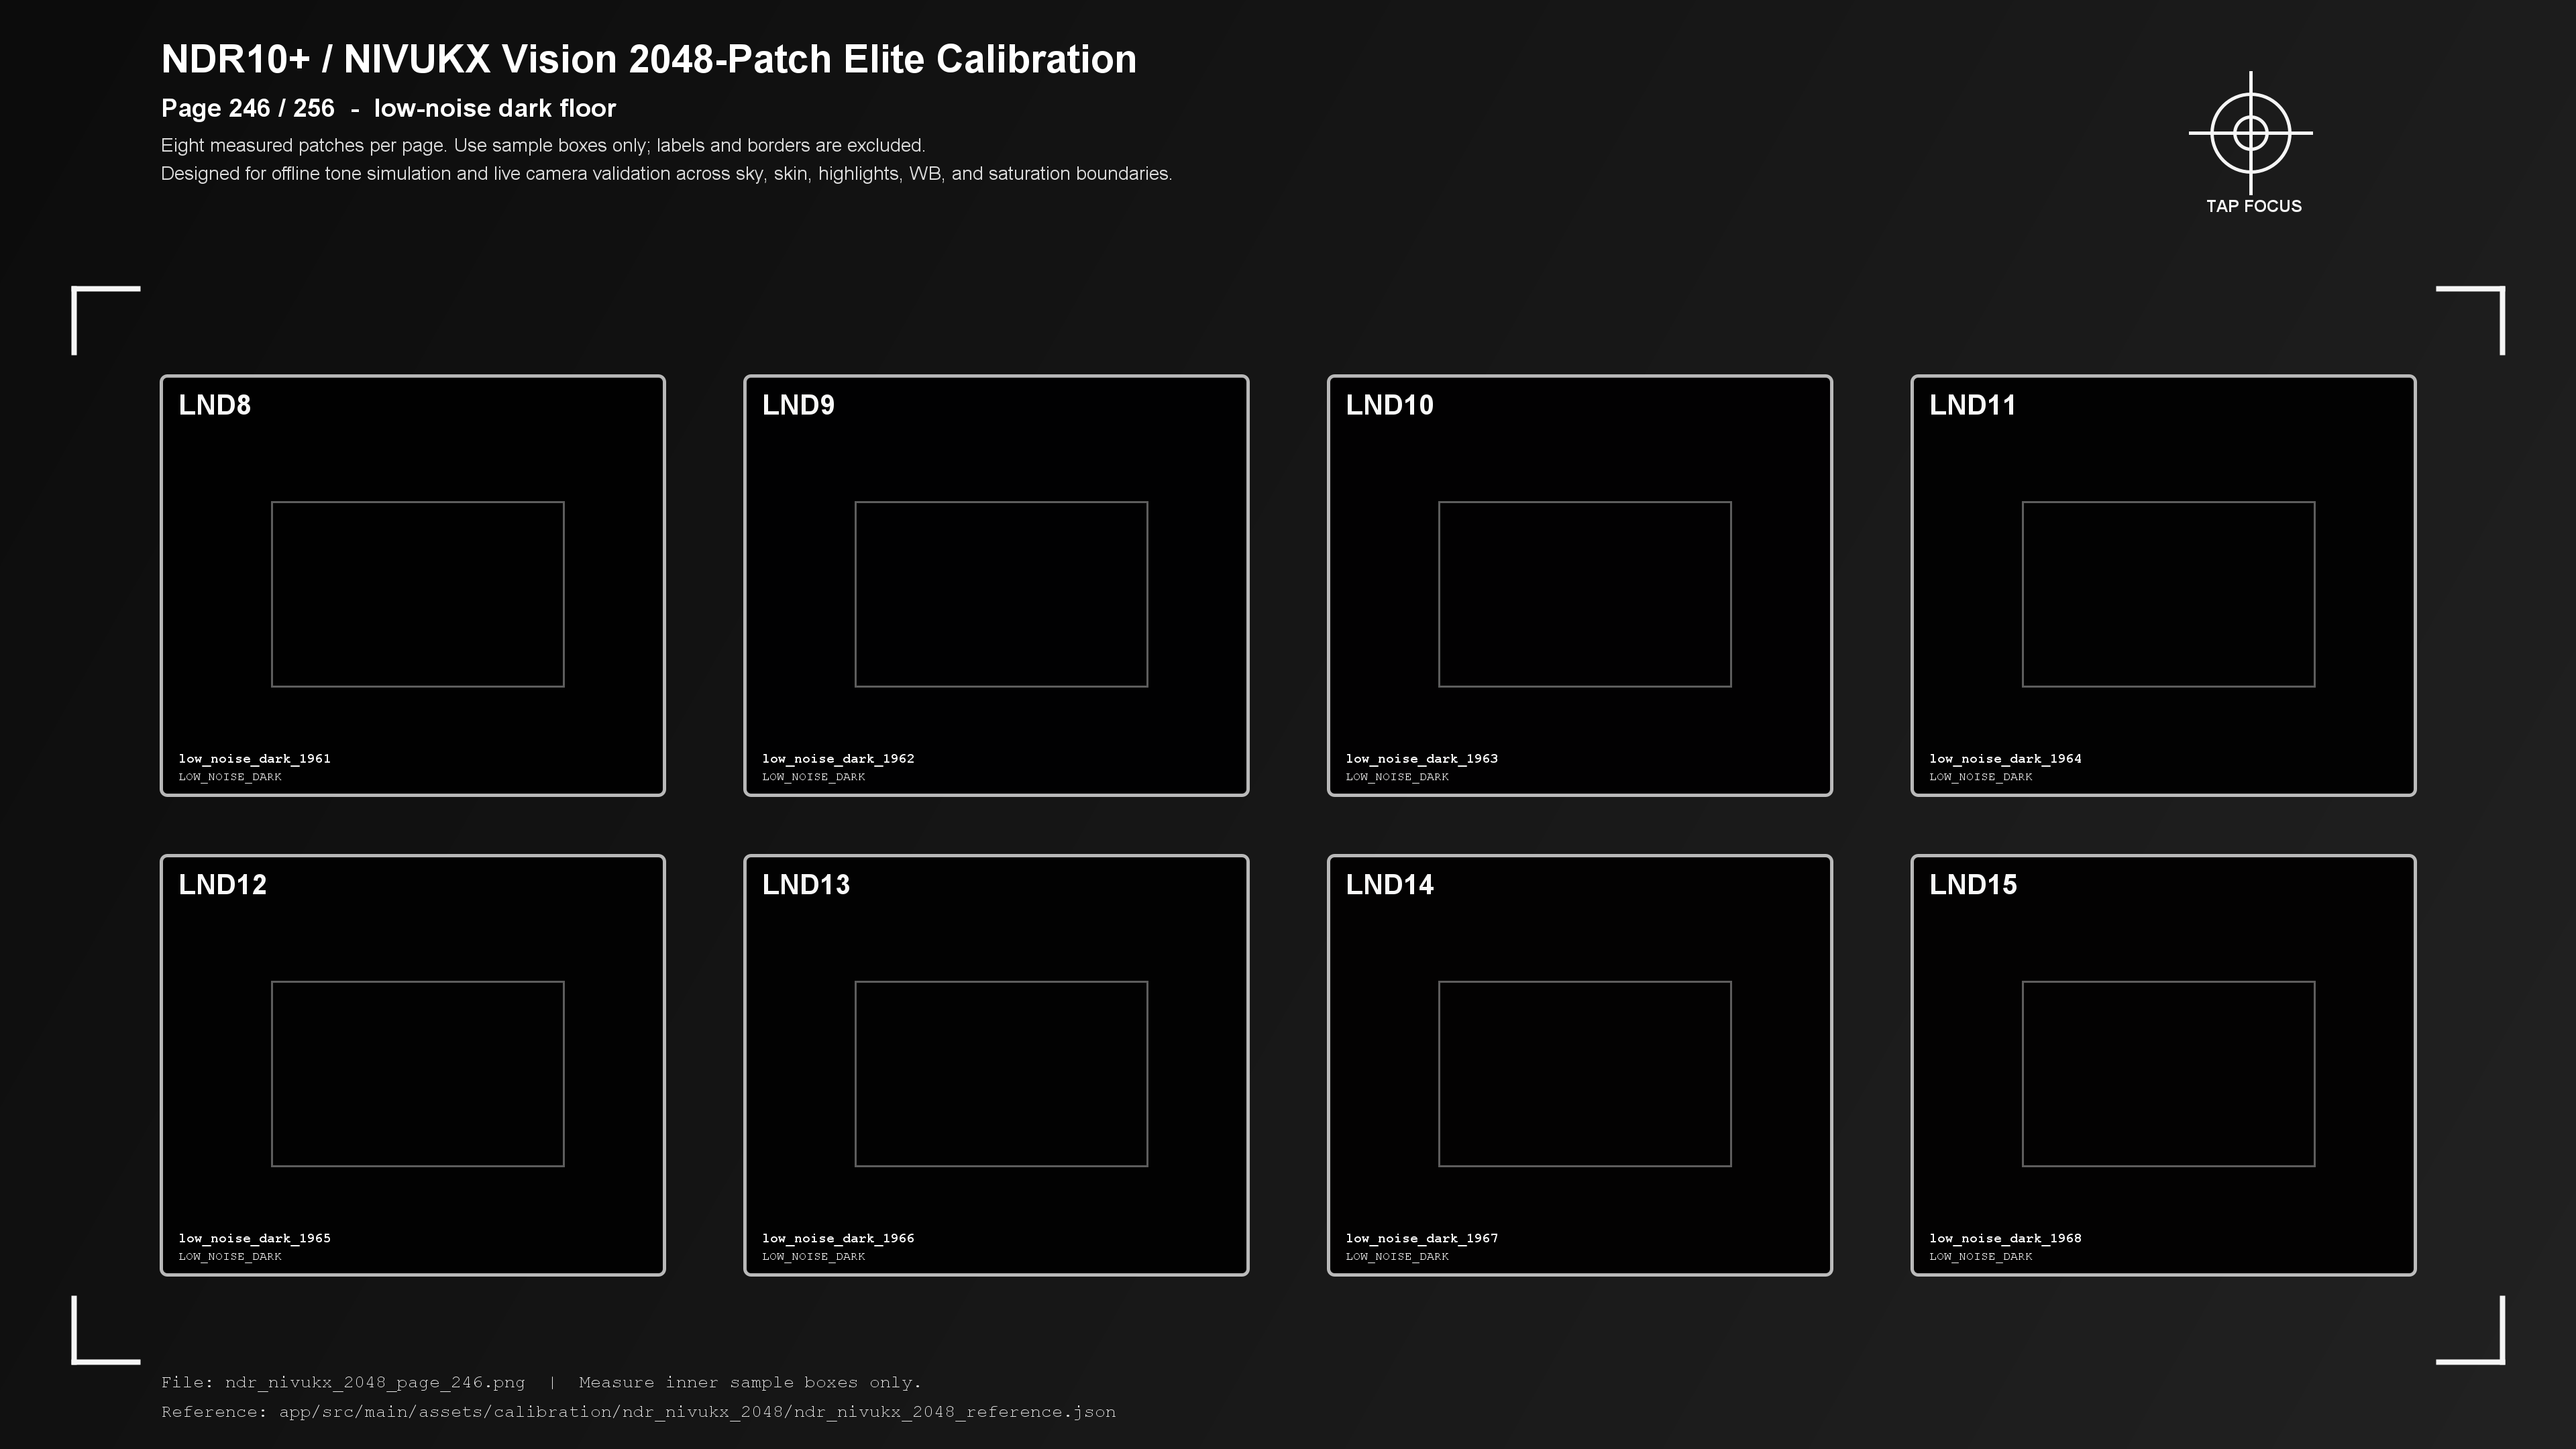 NDR10+ / NIVUKX Vision 2048-Patch Elite Calibration
Page 246 / 256  -  low-noise dark floor
Eight measured patches per page. Use sample boxes only; labels and borders are excluded.
Designed for offline tone simulation and live camera validation across sky, skin, highlights, WB, and saturation boundaries.
TAP FOCUS
LND8
low_noise_dark_1961
LOW_NOISE_DARK
LND9
low_noise_dark_1962
LOW_NOISE_DARK
LND10
low_noise_dark_1963
LOW_NOISE_DARK
LND11
low_noise_dark_1964
LOW_NOISE_DARK
LND12
low_noise_dark_1965
LOW_NOISE_DARK
LND13
low_noise_dark_1966
LOW_NOISE_DARK
LND14
low_noise_dark_1967
LOW_NOISE_DARK
LND15
low_noise_dark_1968
LOW_NOISE_DARK
File: ndr_nivukx_2048_page_246.png  |  Measure inner sample boxes only.
Reference: app/src/main/assets/calibration/ndr_nivukx_2048/ndr_nivukx_2048_reference.json